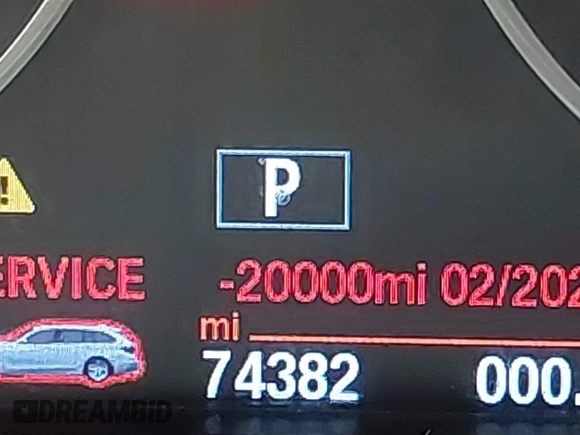 P
ERVICE -20000mi 02/202
mi
74382 000.
DREAMBID